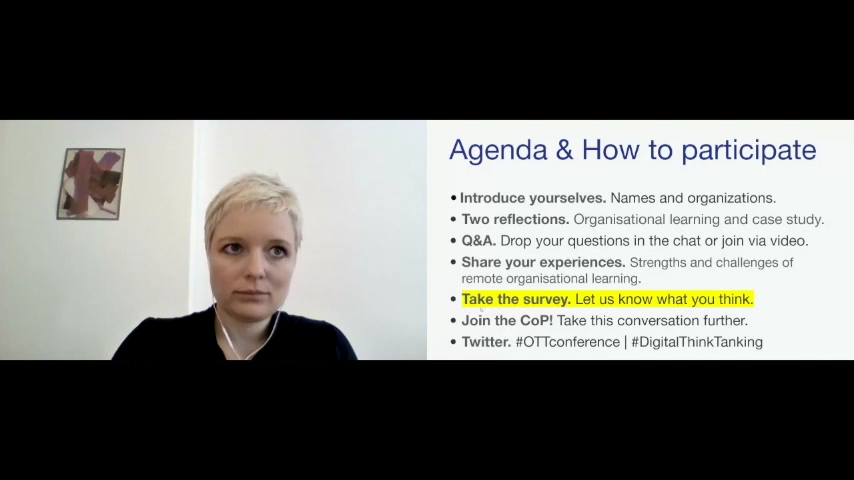 Agenda & How to participate
• Introduce yourselves. Names and organizations.
• Two reflections. Organisational learning and case study.
• Q&A. Drop your questions in the chat or join via video.
• Share your experiences. Strengths and challenges of
remote organisational learning.
• Take the survey. Let us know what you think.
• Join the CoP! Take this conversation further.
• Twitter. #OTTconference | #DigitalThinkTanking